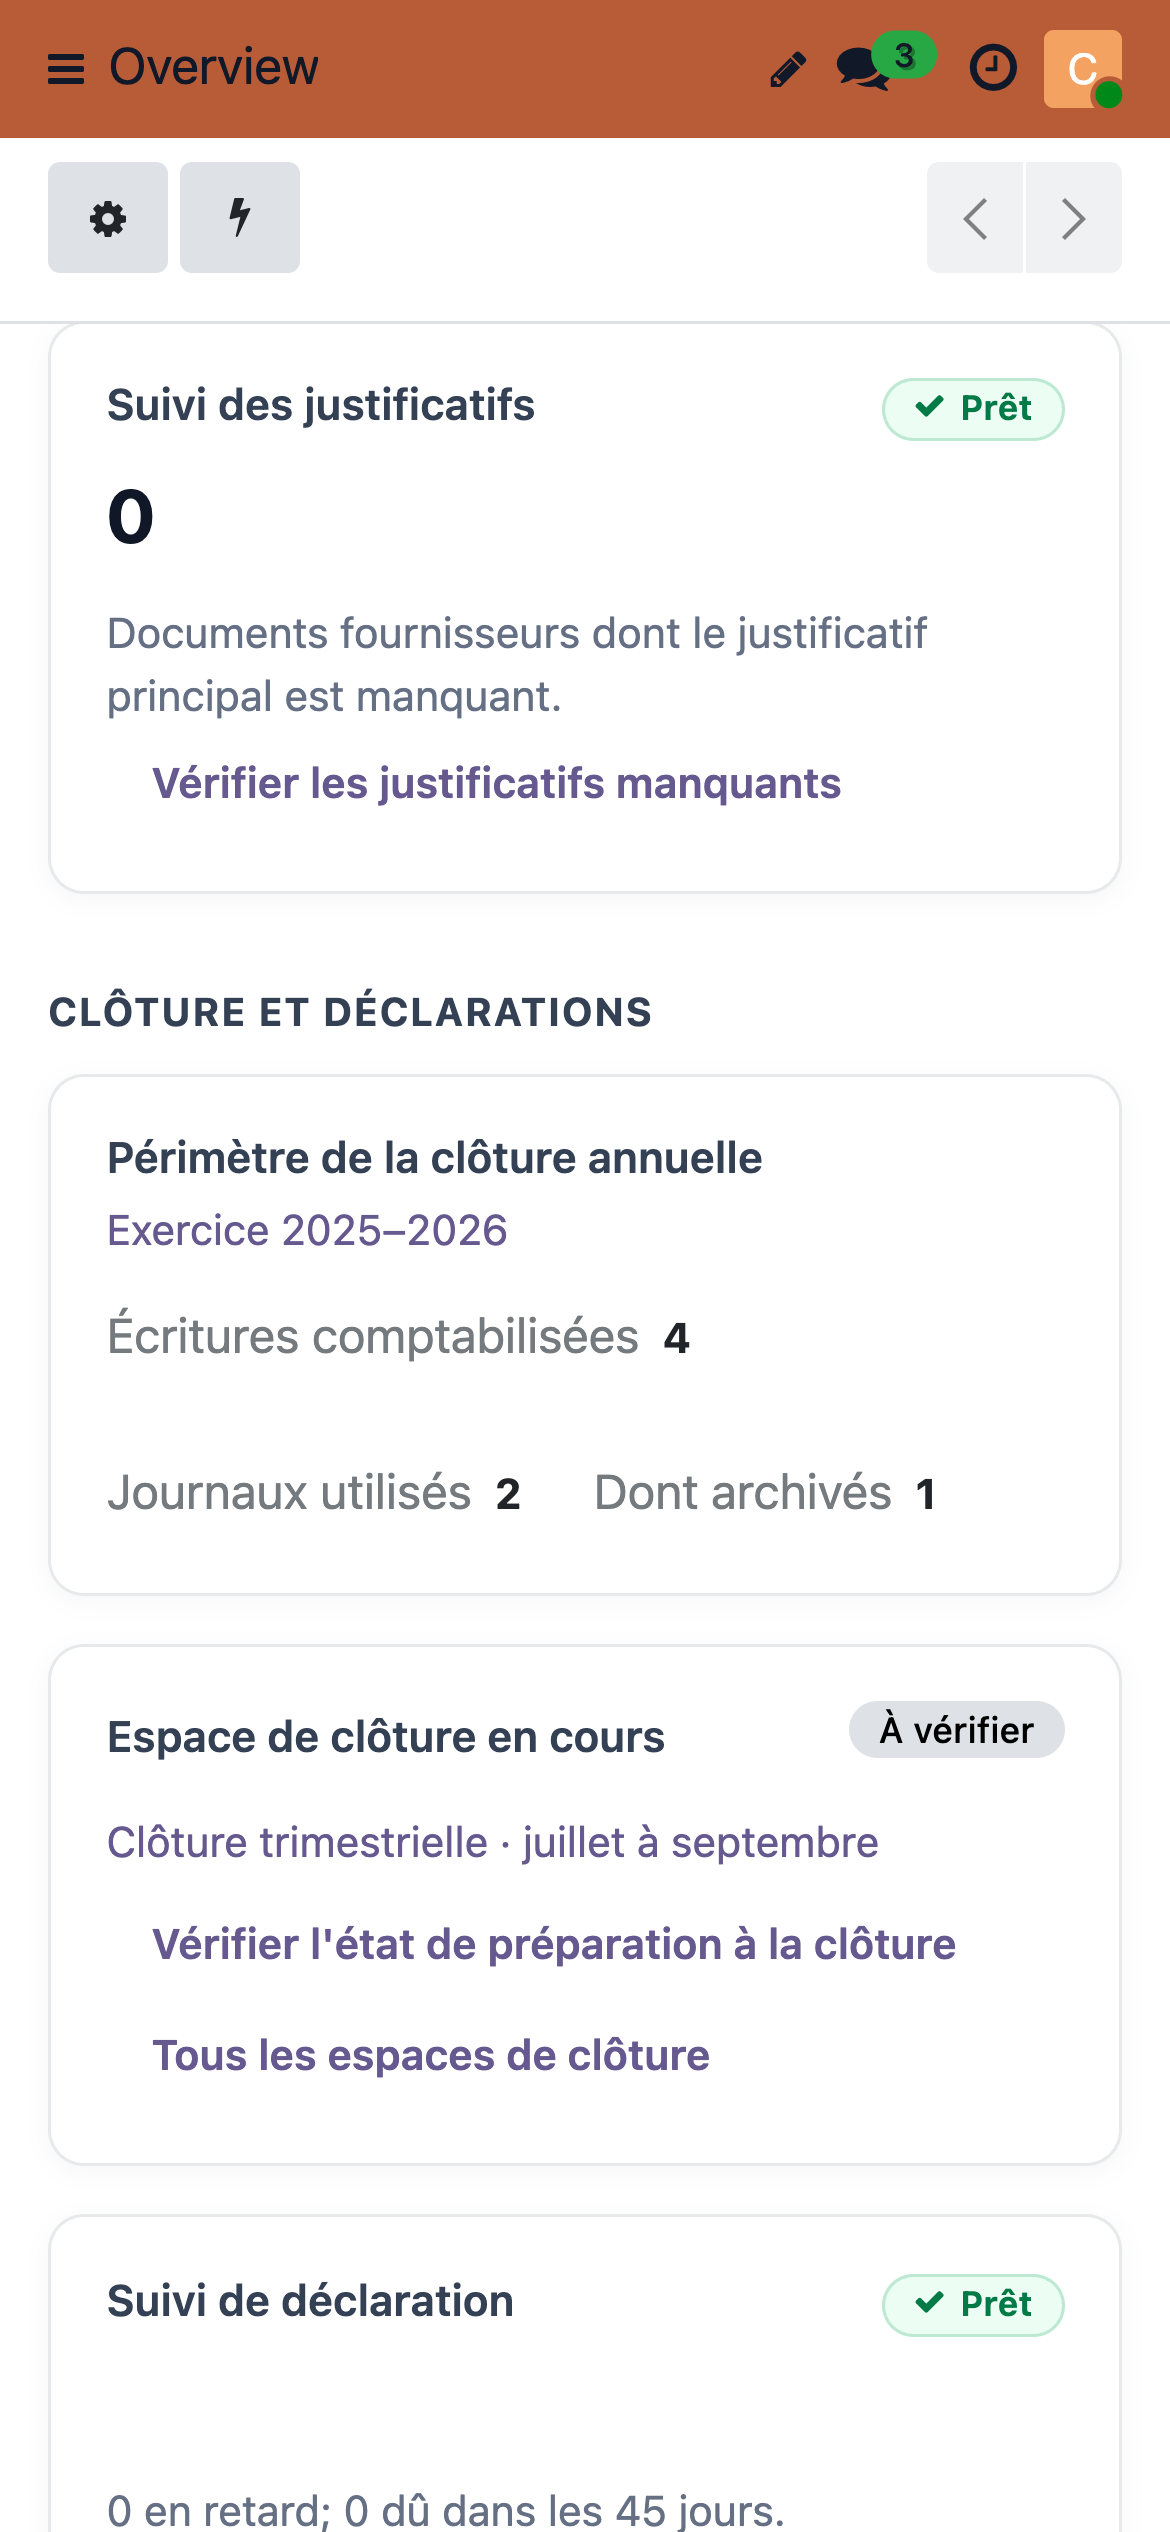 Overview
3
C
Suivi des justificatifs
Prêt
0
Documents fournisseurs dont le justificatif
principal est manquant.
Vérifier les justificatifs manquants
CLÔTURE ET DÉCLARATIONS
Périmètre de la clôture annuelle
Exercice 2025–2026
Écritures comptabilisées 4
Journaux utilisés 2 Dont archivés 1
Espace de clôture en cours
À vérifier
Clôture trimestrielle · juillet à septembre
Vérifier l'état de préparation à la clôture
Tous les espaces de clôture
Suivi de déclaration
Prêt
0 en retard; 0 dû dans les 45 jours.